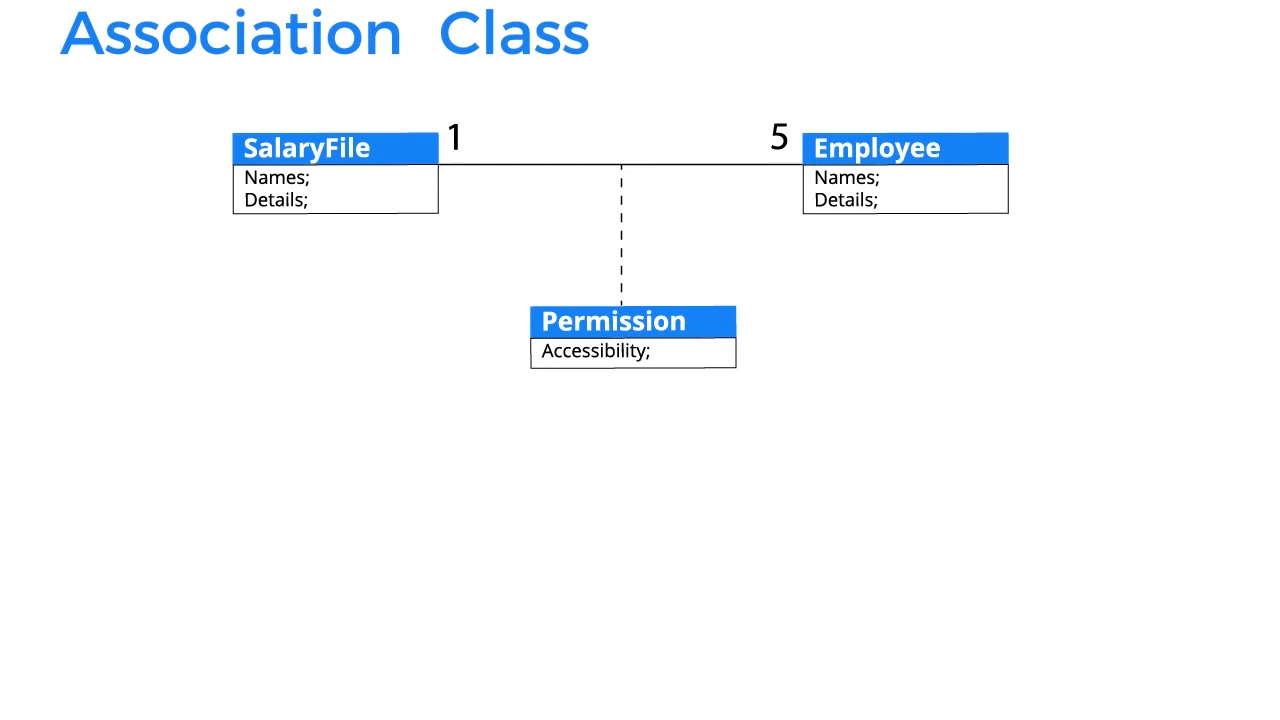 Association Class
1
5
SalaryFile
Employee
Names;
Details;
Names;
Details;
Permission
Accessibility;